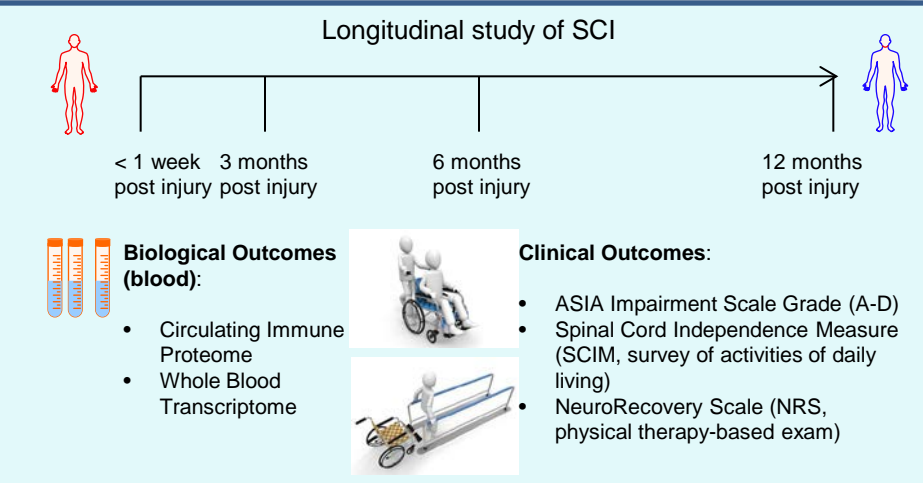 Longitudinal study of SCI
< 1 week
post injury
3 months
post injury
6 months
post injury
12 months
post injury
Biological Outcomes
(blood):
• Circulating Immune
Proteome
• Whole Blood
Transcriptome
Clinical Outcomes:
• ASIA Impairment Scale Grade (A-D)
• Spinal Cord Independence Measure
(SCIM, survey of activities of daily
living)
• NeuroRecovery Scale (NRS,
physical therapy-based exam)